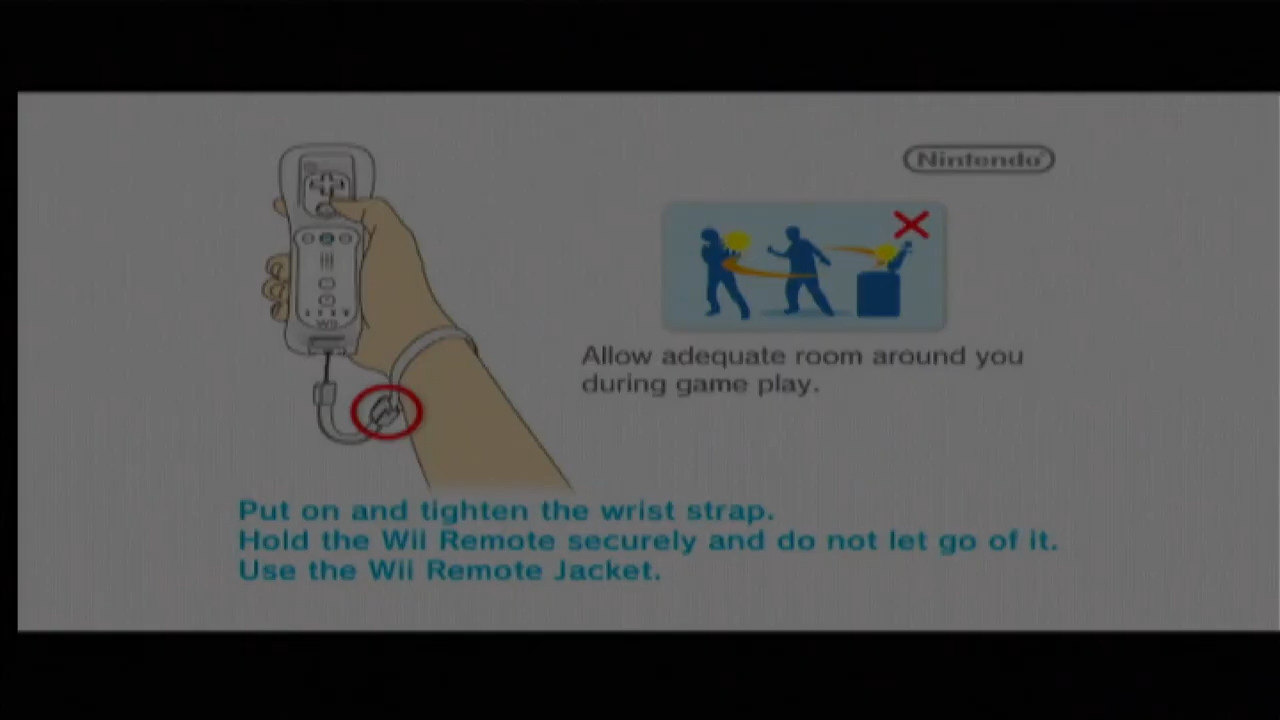 Nintendo
Allow adequate room around you
during game play.
Put on and tighten the wrist strap.
Hold the Wii Remote securely and do not let go of it.
Use the Wii Remote Jacket.
Wii